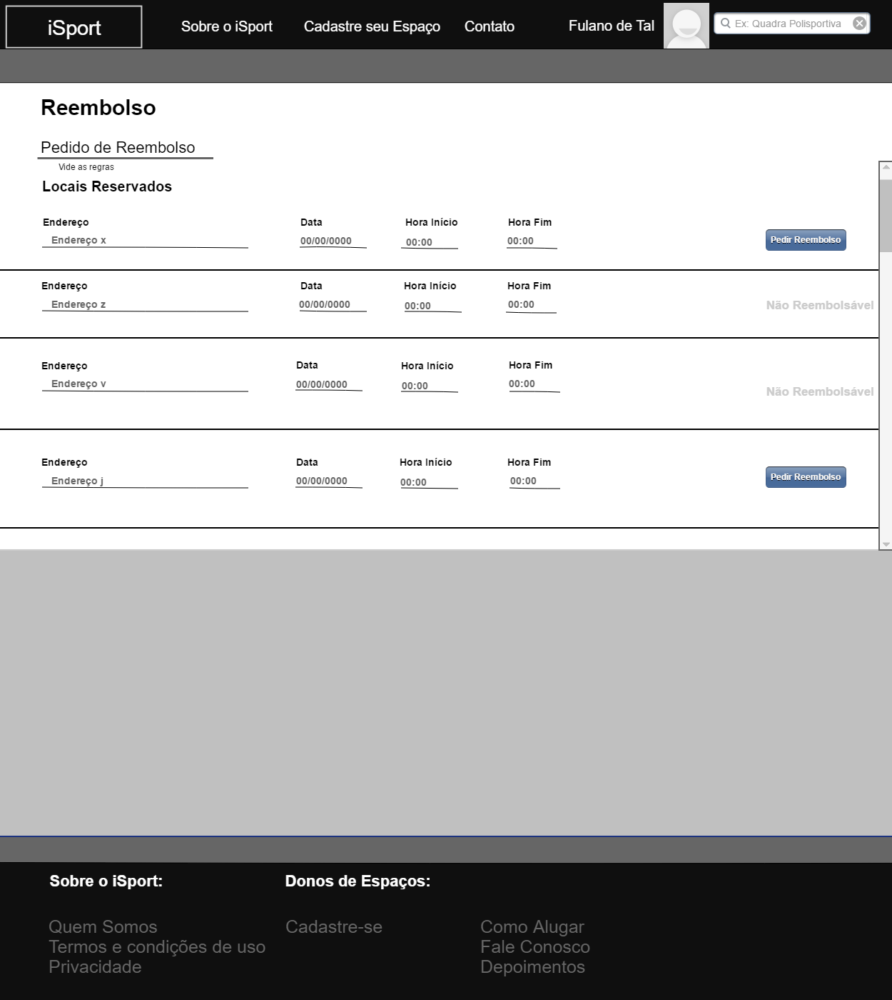 iSport
Sobre o iSport
Cadastre seu Espaço
Contato
Fulano de Tal
Ex: Quadra Polisportiva
Reembolso
Pedido de Reembolso
Vide as regras
Locais Reservados
Endereço Data Hora Início Hora Fim
Endereço x 00/00/0000 00:00 00:00 Pedir Reembolso
Endereço Data Hora Início Hora Fim
Endereço z 00/00/0000 00:00 00:00 Não Reembolsável
Endereço Data Hora Início Hora Fim
Endereço v 00/00/0000 00:00 00:00 Não Reembolsável
Endereço Data Hora Início Hora Fim
Endereço j 00/00/0000 00:00 00:00 Pedir Reembolso
Sobre o iSport: Donos de Espaços:
Quem Somos Cadastre-se Como Alugar
Termos e condições de uso Fale Conosco
Privacidade Depoimentos